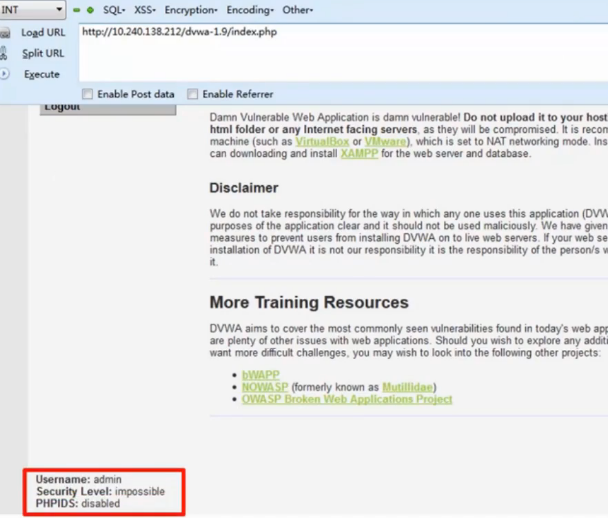 INT SQL- XSS- Encryption- Encoding- Other-
Load URL http://10.240.138.212/dvwa-1.9/index.php
Split URL
Execute
Enable Post data Enable Referrer
Logout
Damn Vulnerable Web Application is damn vulnerable! Do not upload it to your host
html folder or any Internet facing servers, as they will be compromised. It is recon
machine (such as VirtualBox or VMware), which is set to NAT networking mode. Ins
can downloading and install XAMPP for the web server and database.
Disclaimer
We do not take responsibility for the way in which any one uses this application (DVW
purposes of the application clear and it should not be used maliciously. We have given
measures to prevent users from installing DVWA on to live web servers. If your web se
installation of DVWA it is not our responsibility it is the responsibility of the person/s w
it.
More Training Resources
DVWA aims to cover the most commonly seen vulnerabilities found in today's web app
are plenty of other issues with web applications. Should you wish to explore any additi
want more difficult challenges, you may wish to look into the following other projects:
• bWAPP
• NOWASP (formerly known as Mutillidae)
• OWASP Broken Web Applications Project
Username: admin
Security Level: impossible
PHPIDS: disabled